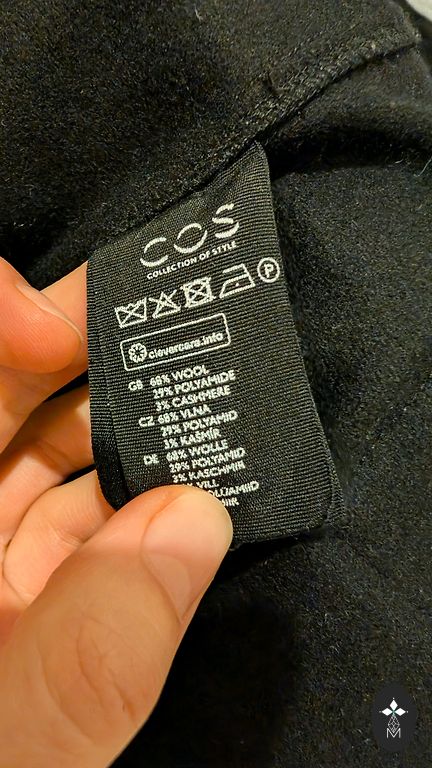 COS
COLLECTION OF STYLE
P
clevercare.info
GB 68% WOOL
29% POLYAMIDE
3% CASHMERE
CZ 68% VLNA
29% POLYAMID
3% KAŠMÍR
DE 68% WOLLE
29% POLYAMID
3% KASCHMIR
VILL
M